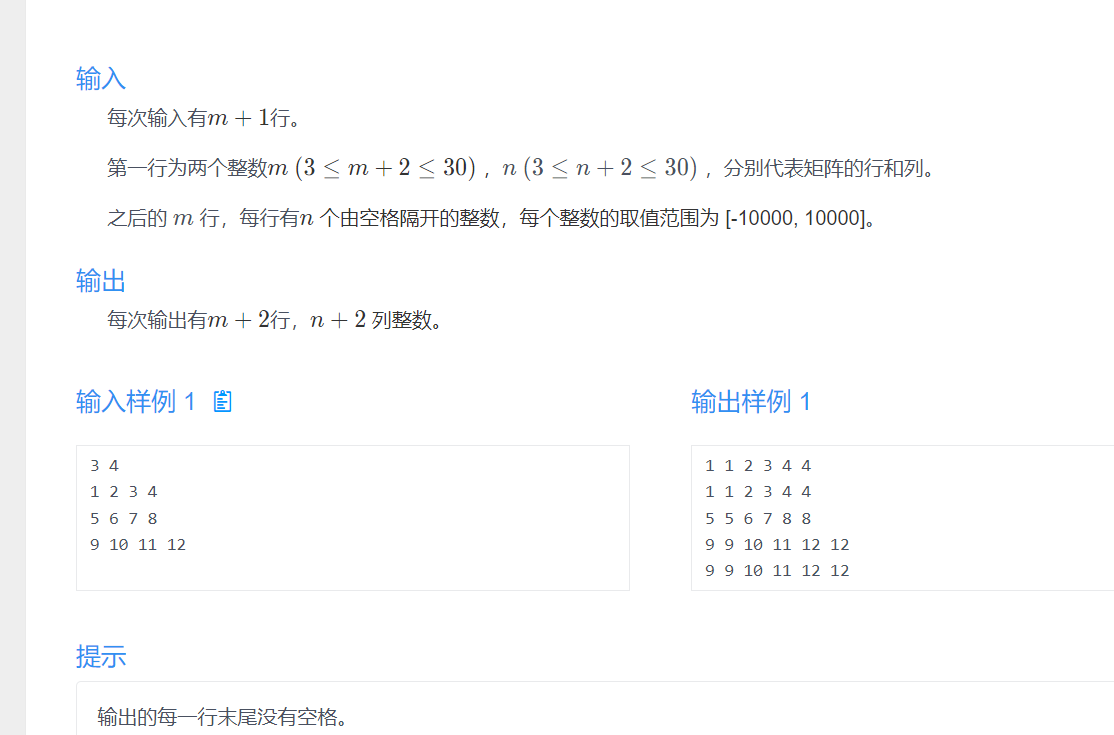 输入
每次输入有m + 1行。
第一行为两个整数m (3 ≤ m + 2 ≤ 30) ，n (3 ≤ n + 2 ≤ 30) ，分别代表矩阵的行和列。
之后的 m 行，每行有n 个由空格隔开的整数，每个整数的取值范围为 [-10000, 10000]。
输出
每次输出有m + 2行，n + 2 列整数。
输入样例 1
3 4
1 2 3 4
5 6 7 8
9 10 11 12
输出样例 1
1 1 2 3 4 4
1 1 2 3 4 4
5 5 6 7 8 8
9 9 10 11 12 12
9 9 10 11 12 12
提示
输出的每一行末尾没有空格。